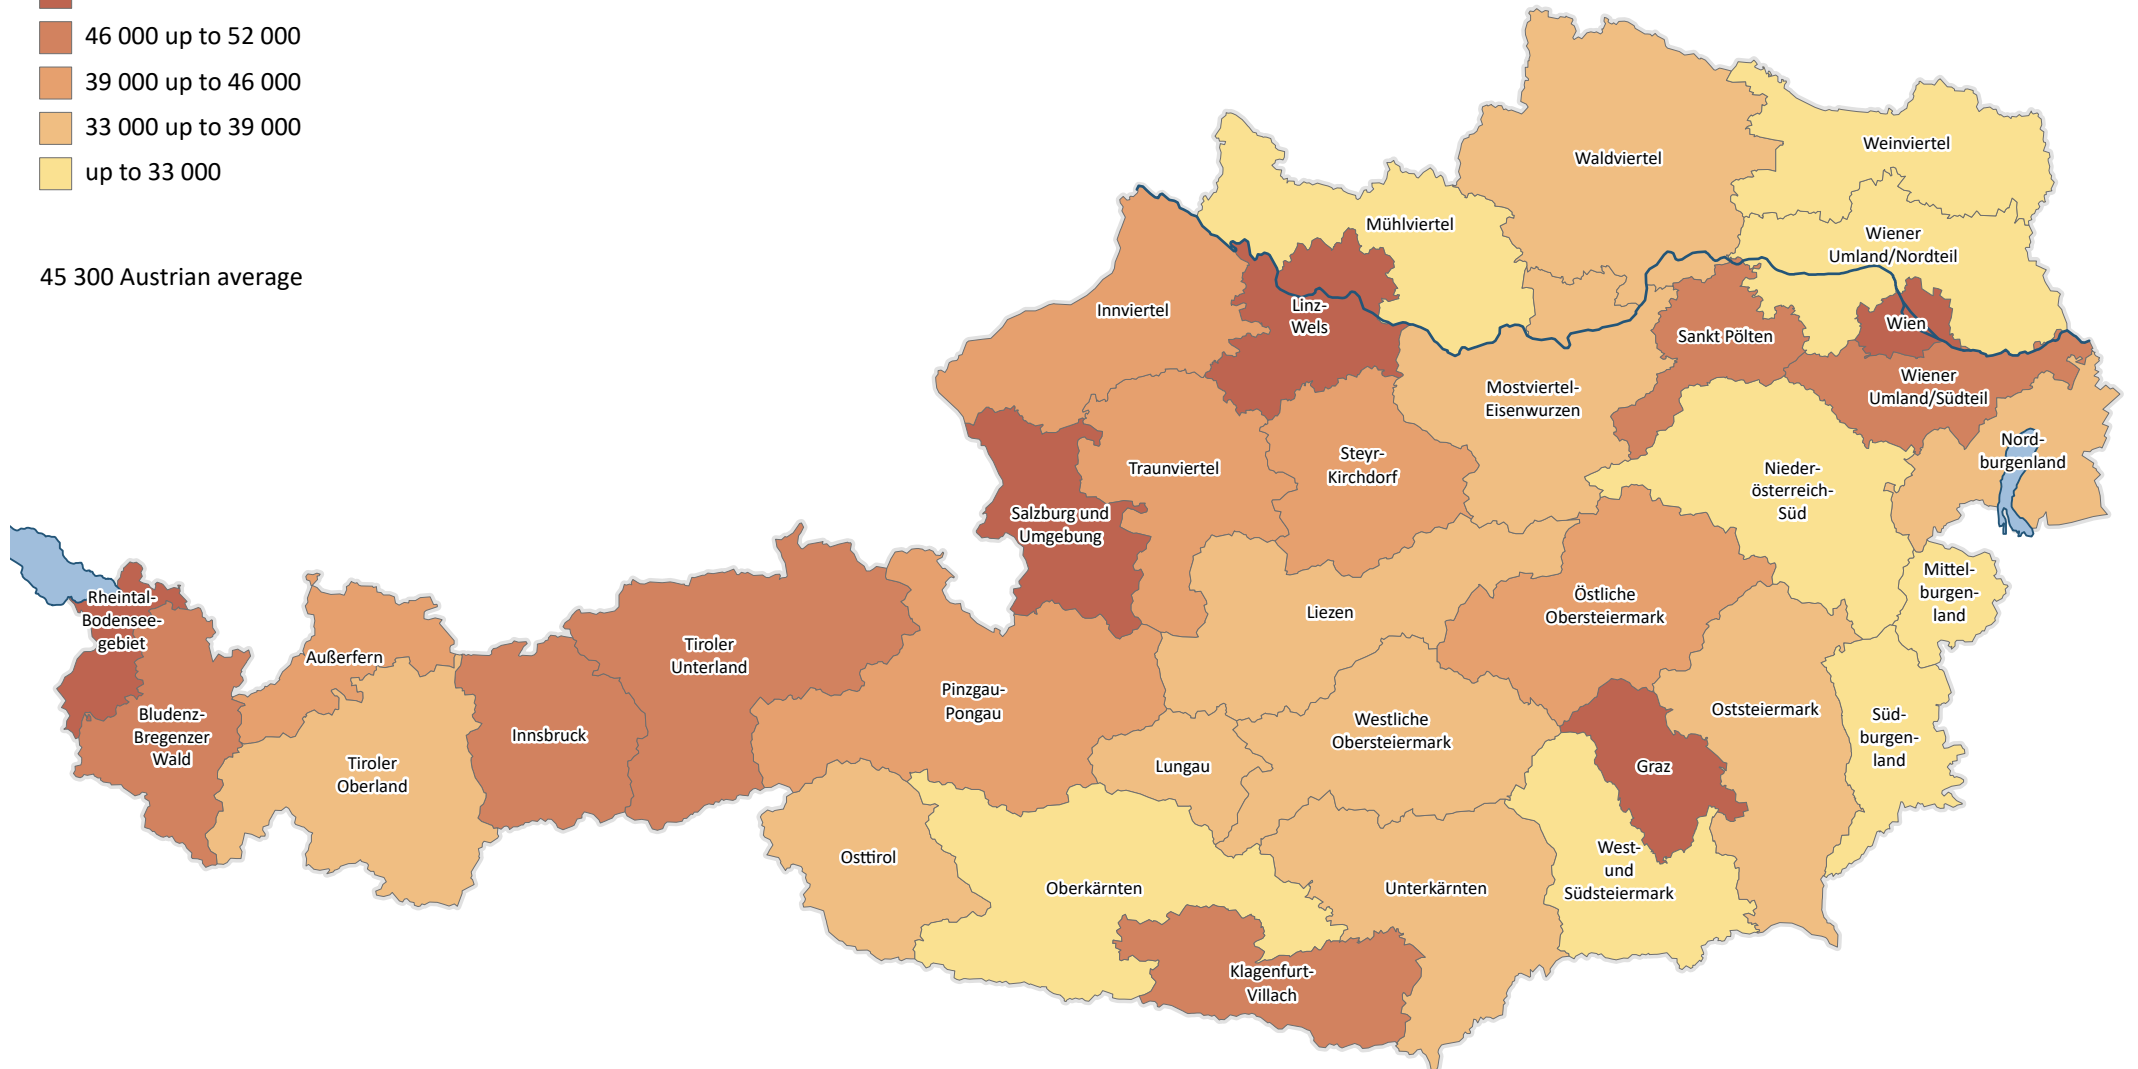 46 000 up to 52 000
39 000 up to 46 000
33 000 up to 39 000
up to 33 000
45 300 Austrian average
Waldviertel
Weinviertel
Mühlviertel
Wiener
Umland/Nordteil
Innviertel
Linz-
Wels
Sankt Pölten
Wien
Mostviertel-
Eisenwurzen
Wiener
Umland/Südteil
Traunviertel
Steyr-
Kirchdorf
Nieder-
österreich-
Süd
Nord-
burgenland
Salzburg und
Umgebung
Rheintal-
Bodensee-
gebiet
Außerfern
Tiroler
Unterland
Liezen
Östliche
Obersteiermark
Mittel-
burgen-
land
Bludenz-
Bregenzer
Wald
Tiroler
Oberland
Innsbruck
Pinzgau-
Pongau
Lungau
Westliche
Obersteiermark
Graz
Oststeiermark
Süd-
burgen-
land
Osttirol
Oberkärnten
Unterkärnten
West-
und
Südsteiermark
Klagenfurt-
Villach